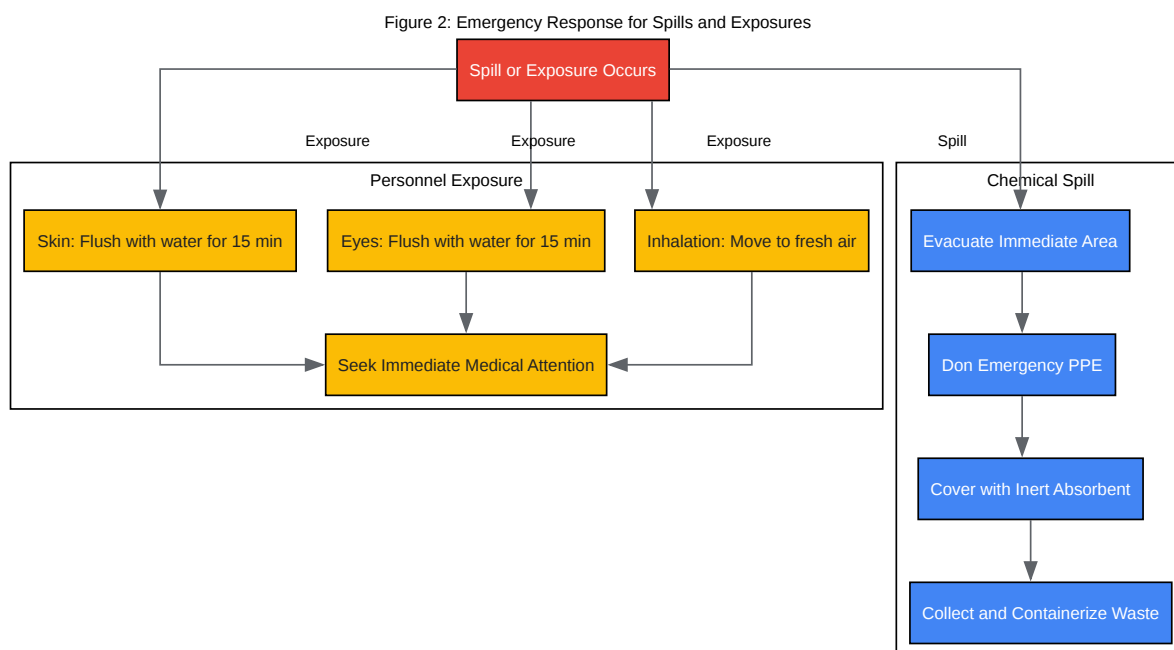 Figure 2: Emergency Response for Spills and Exposures
Spill or Exposure Occurs
Exposure
Exposure
Exposure
Spill
Personnel Exposure
Chemical Spill
Skin: Flush with water for 15 min
Eyes: Flush with water for 15 min
Inhalation: Move to fresh air
Evacuate Immediate Area
Seek Immediate Medical Attention
Don Emergency PPE
Cover with Inert Absorbent
Collect and Containerize Waste